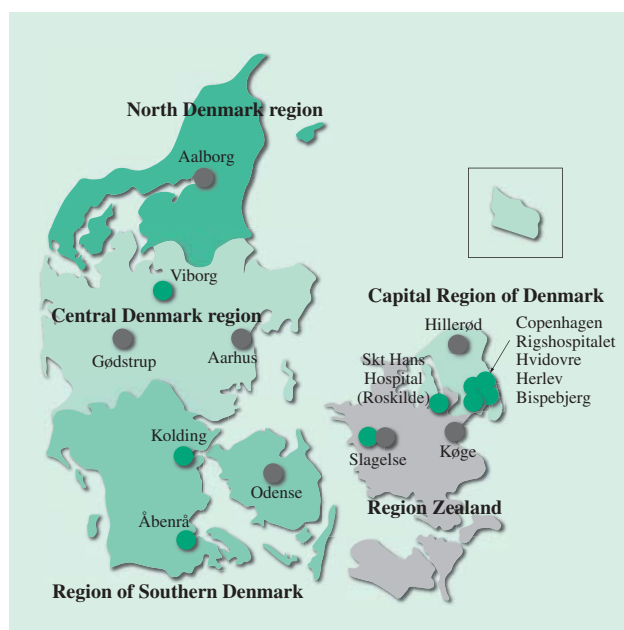 North Denmark region
Aalborg
Viborg
Central Denmark region
Gødstrup
Aarhus
Capital Region of Denmark
Hillerød
Copenhagen
Rigshospitalet
Hvidovre
Herlev
Bispebjerg
Skt Hans
Hospital
(Roskilde)
Kolding
Slagelse
Køge
Odense
Region Zealand
Åbenrå
Region of Southern Denmark